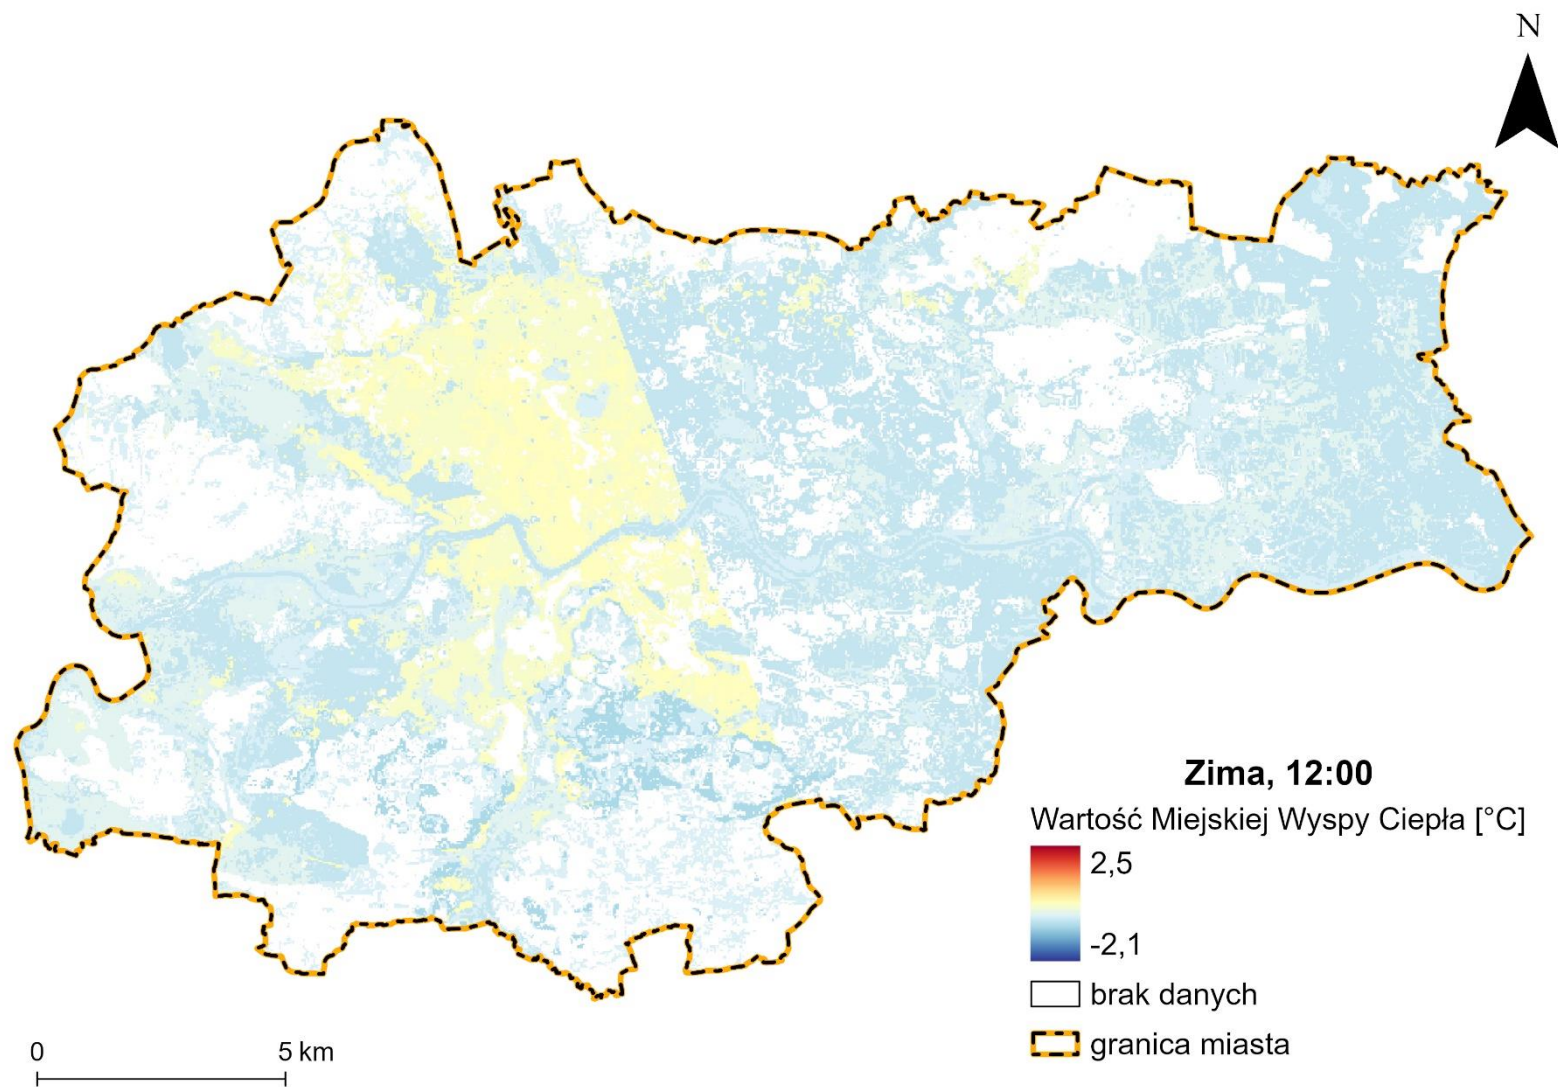 N
Zima, 12:00
Wartość Miejskiej Wyspy Ciepła [°C]
2,5
-2,1
brak danych
granica miasta
0 5 km